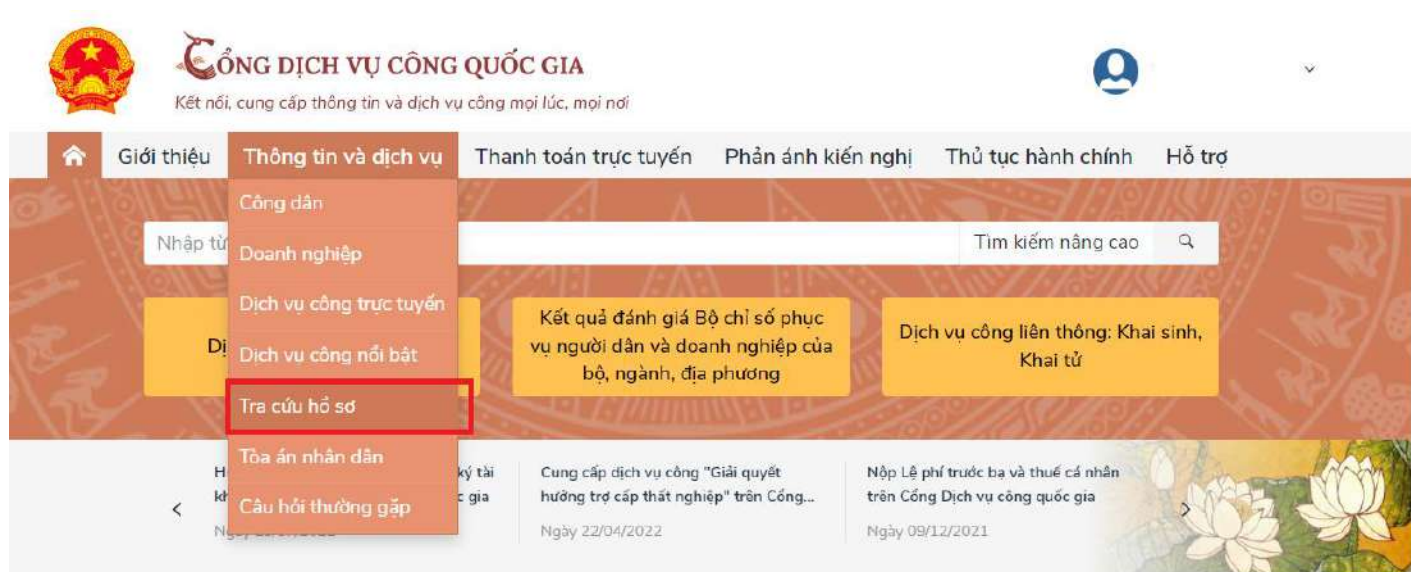 CỔNG DỊCH VỤ CÔNG QUỐC GIA
Kết nối, cung cấp thông tin và dịch vụ công mọi lúc, mọi nơi
Giới thiệu Thông tin và dịch vụ Thanh toán trực tuyến Phản ánh kiến nghị Thủ tục hành chính Hỗ trợ
Công dân
Nhập Tìm kiếm nâng cao
Doanh nghiệp
Dịch vụ công trực tuyến
Dịch vụ công nổi bật
Tra cứu hồ sơ
Tòa án nhân dân
Câu hỏi thường gặp
Kết quả đánh giá Bộ chỉ số phục
vụ người dân và doanh nghiệp của
bộ, ngành, địa phương
Dịch vụ công liên thông: Khai sinh,
Khai tử
ký tài
gia
Cung cấp dịch vụ công "Giải quyết
hưởng trợ cấp thất nghiệp" trên Cổng...
Ngày 22/04/2022
Nộp Lệ phí trước bạ và thuế cá nhân
trên Cổng Dịch vụ công quốc gia
Ngày 09/12/2021